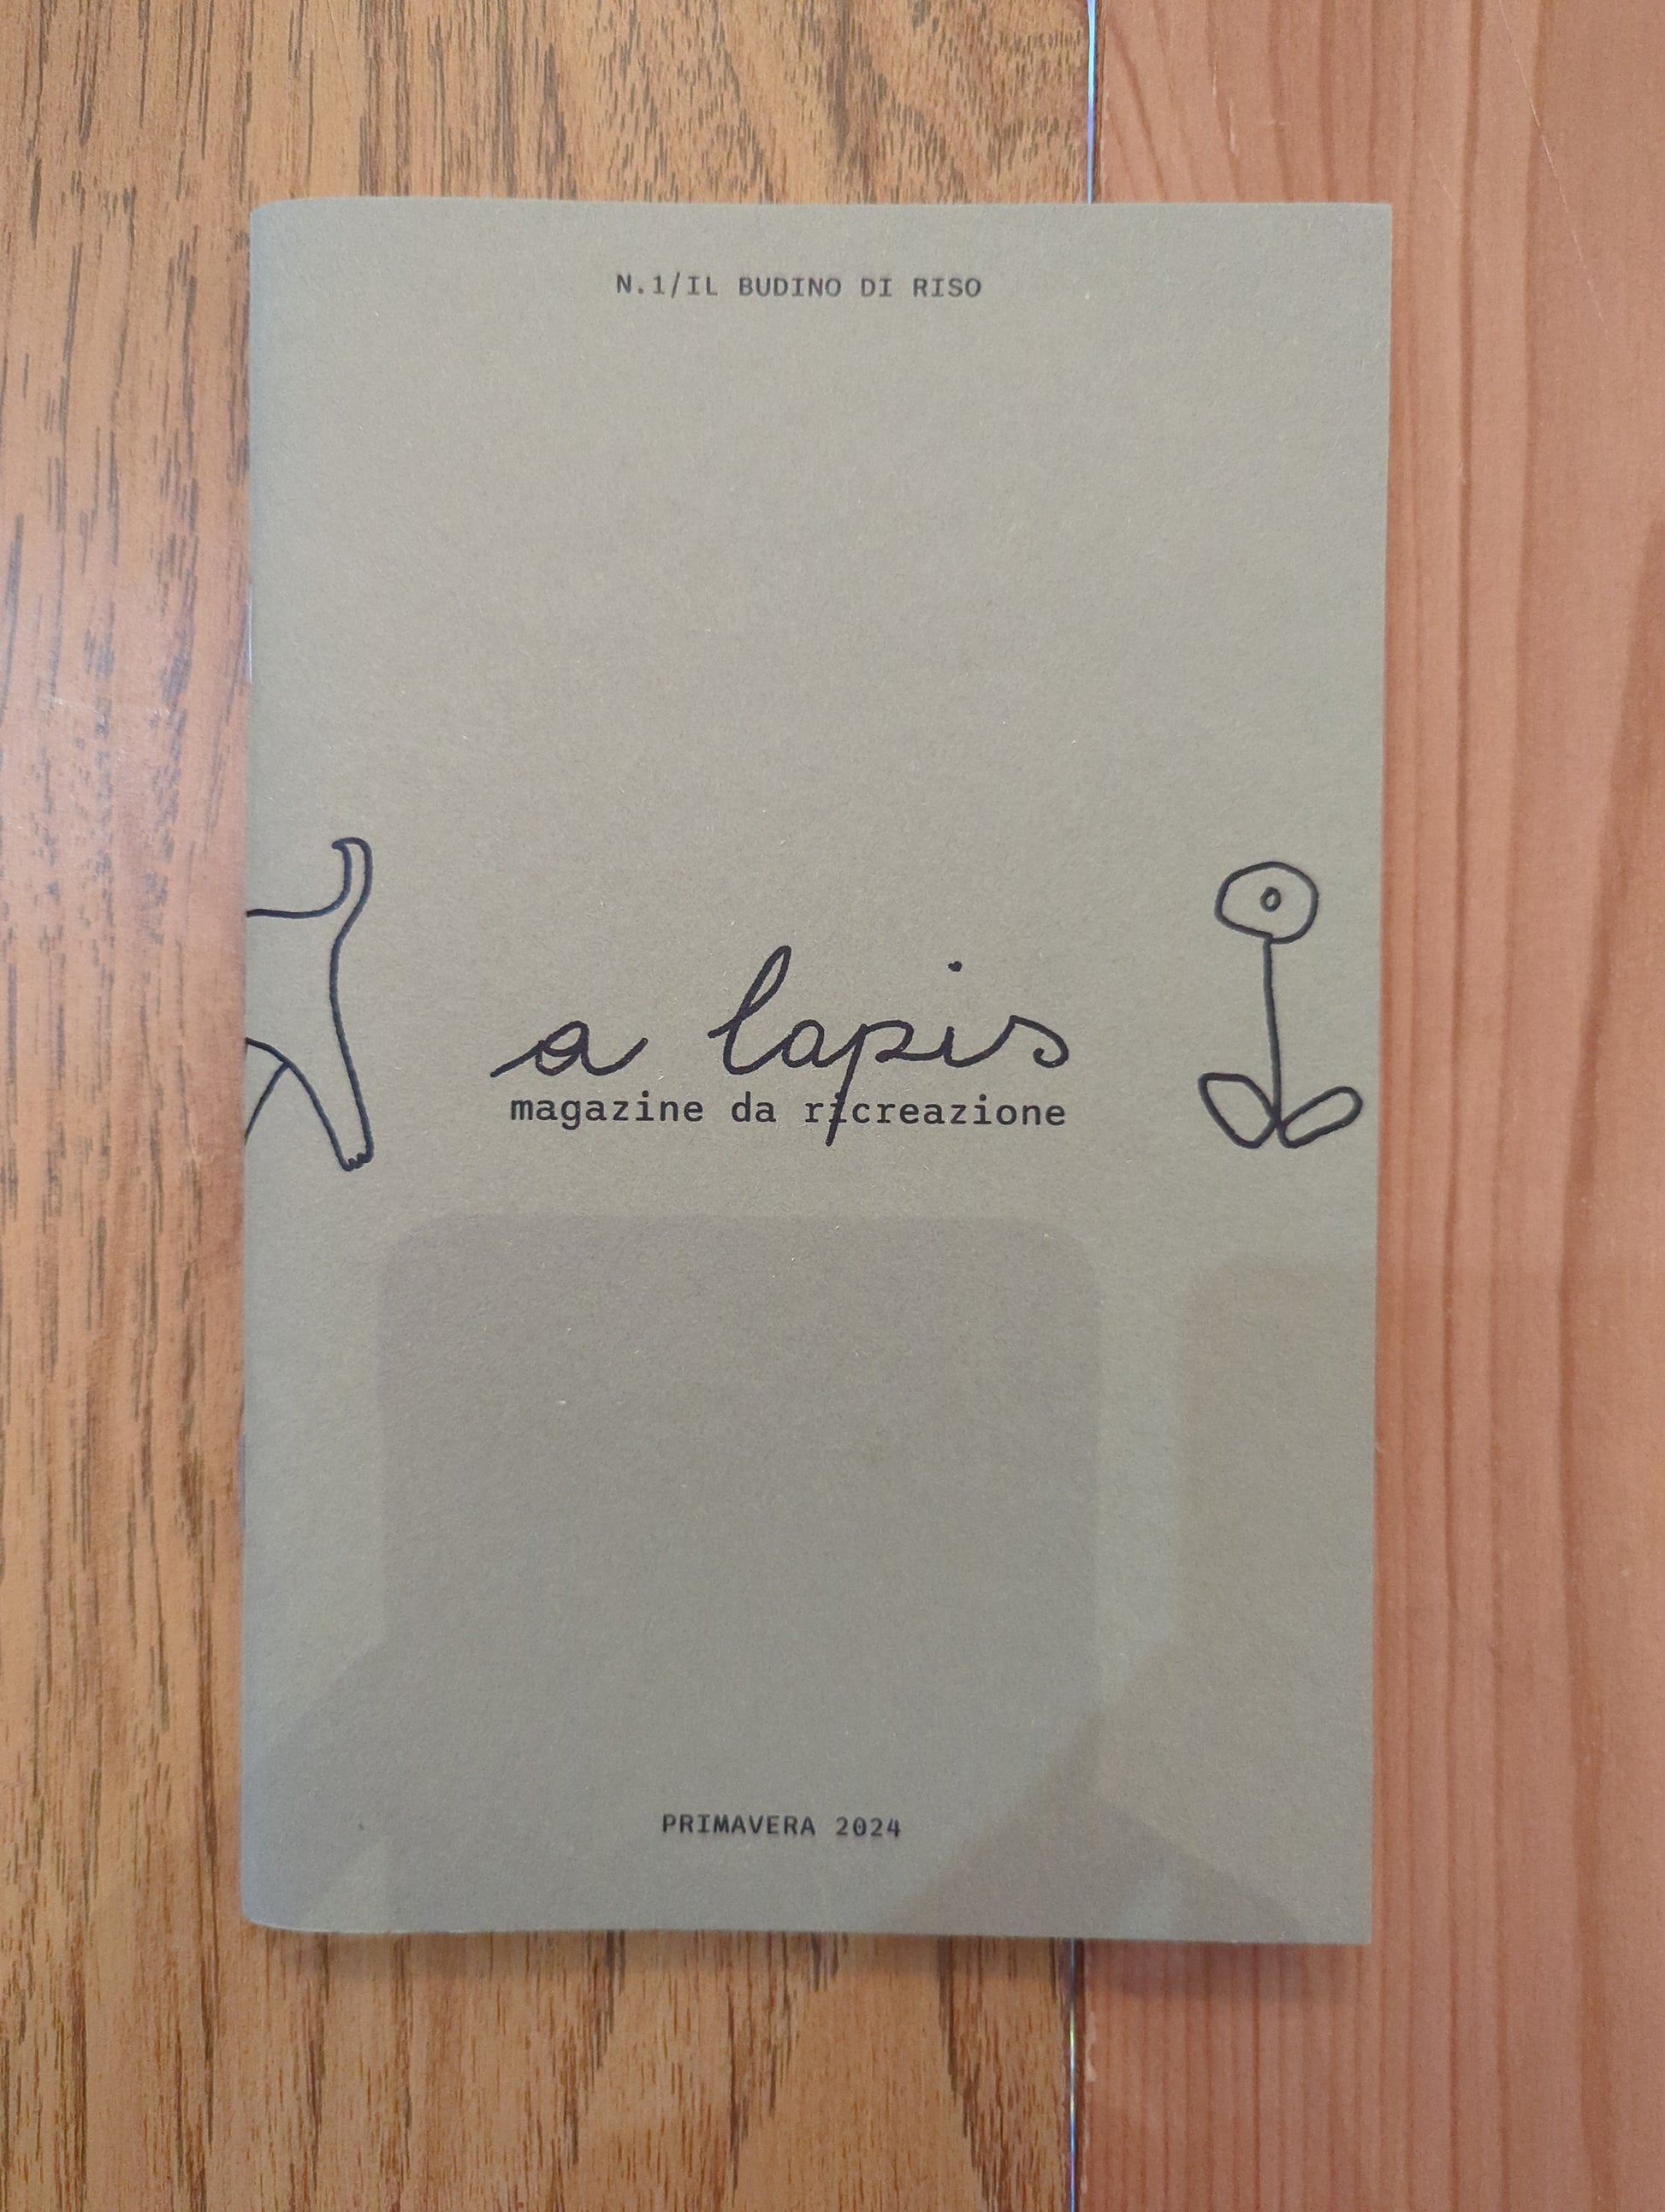 N.1/IL BUDINO DI RISO
a lapis
magazine da ricreazione
PRIMAVERA 2024